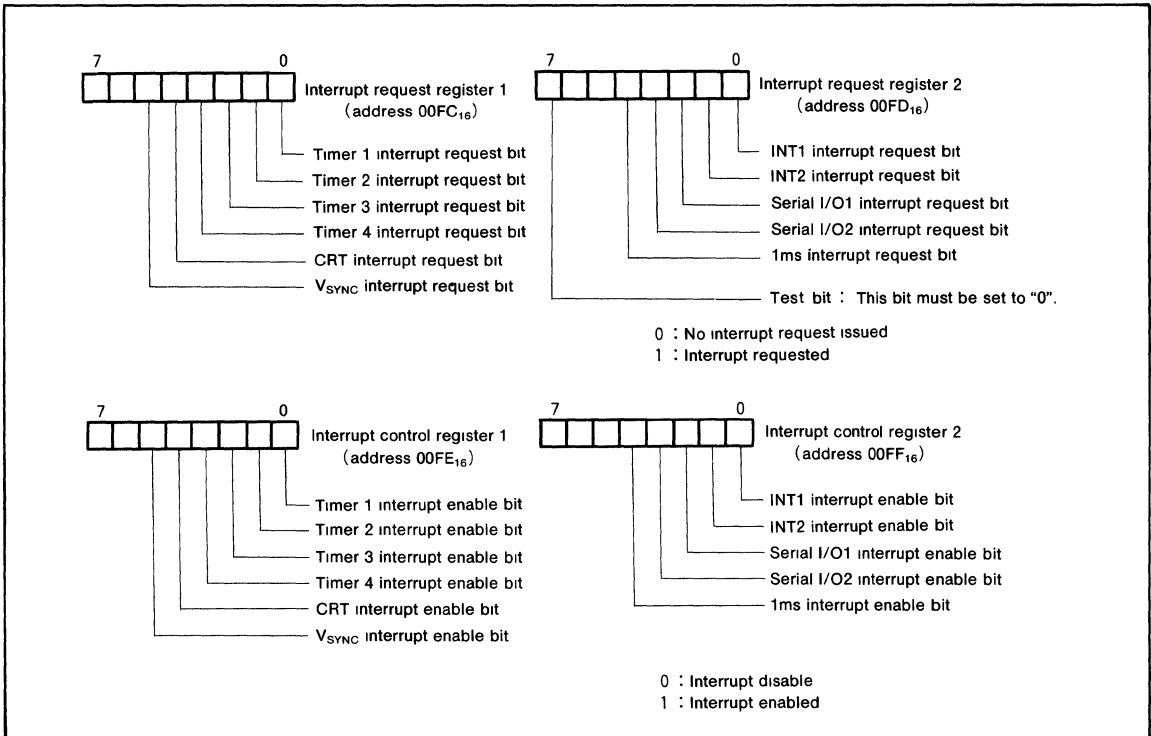 7 0
Interrupt request register 1
(address 00FC₁₆)
Timer 1 interrupt request bit
Timer 2 interrupt request bit
Timer 3 interrupt request bit
Timer 4 interrupt request bit
CRT interrupt request bit
V_SYNC interrupt request bit
7 0
Interrupt request register 2
(address 00FD₁₆)
INT1 interrupt request bit
INT2 interrupt request bit
Serial I/O1 interrupt request bit
Serial I/O2 interrupt request bit
1ms interrupt request bit
Test bit : This bit must be set to “0”.
0 : No interrupt request issued
1 : Interrupt requested
7 0
Interrupt control register 1
(address 00FE₁₆)
Timer 1 interrupt enable bit
Timer 2 interrupt enable bit
Timer 3 interrupt enable bit
Timer 4 interrupt enable bit
CRT interrupt enable bit
V_SYNC interrupt enable bit
7 0
Interrupt control register 2
(address 00FF₁₆)
INT1 interrupt enable bit
INT2 interrupt enable bit
Serial I/O1 interrupt enable bit
Serial I/O2 interrupt enable bit
1ms interrupt enable bit
0 : Interrupt disable
1 : Interrupt enabled